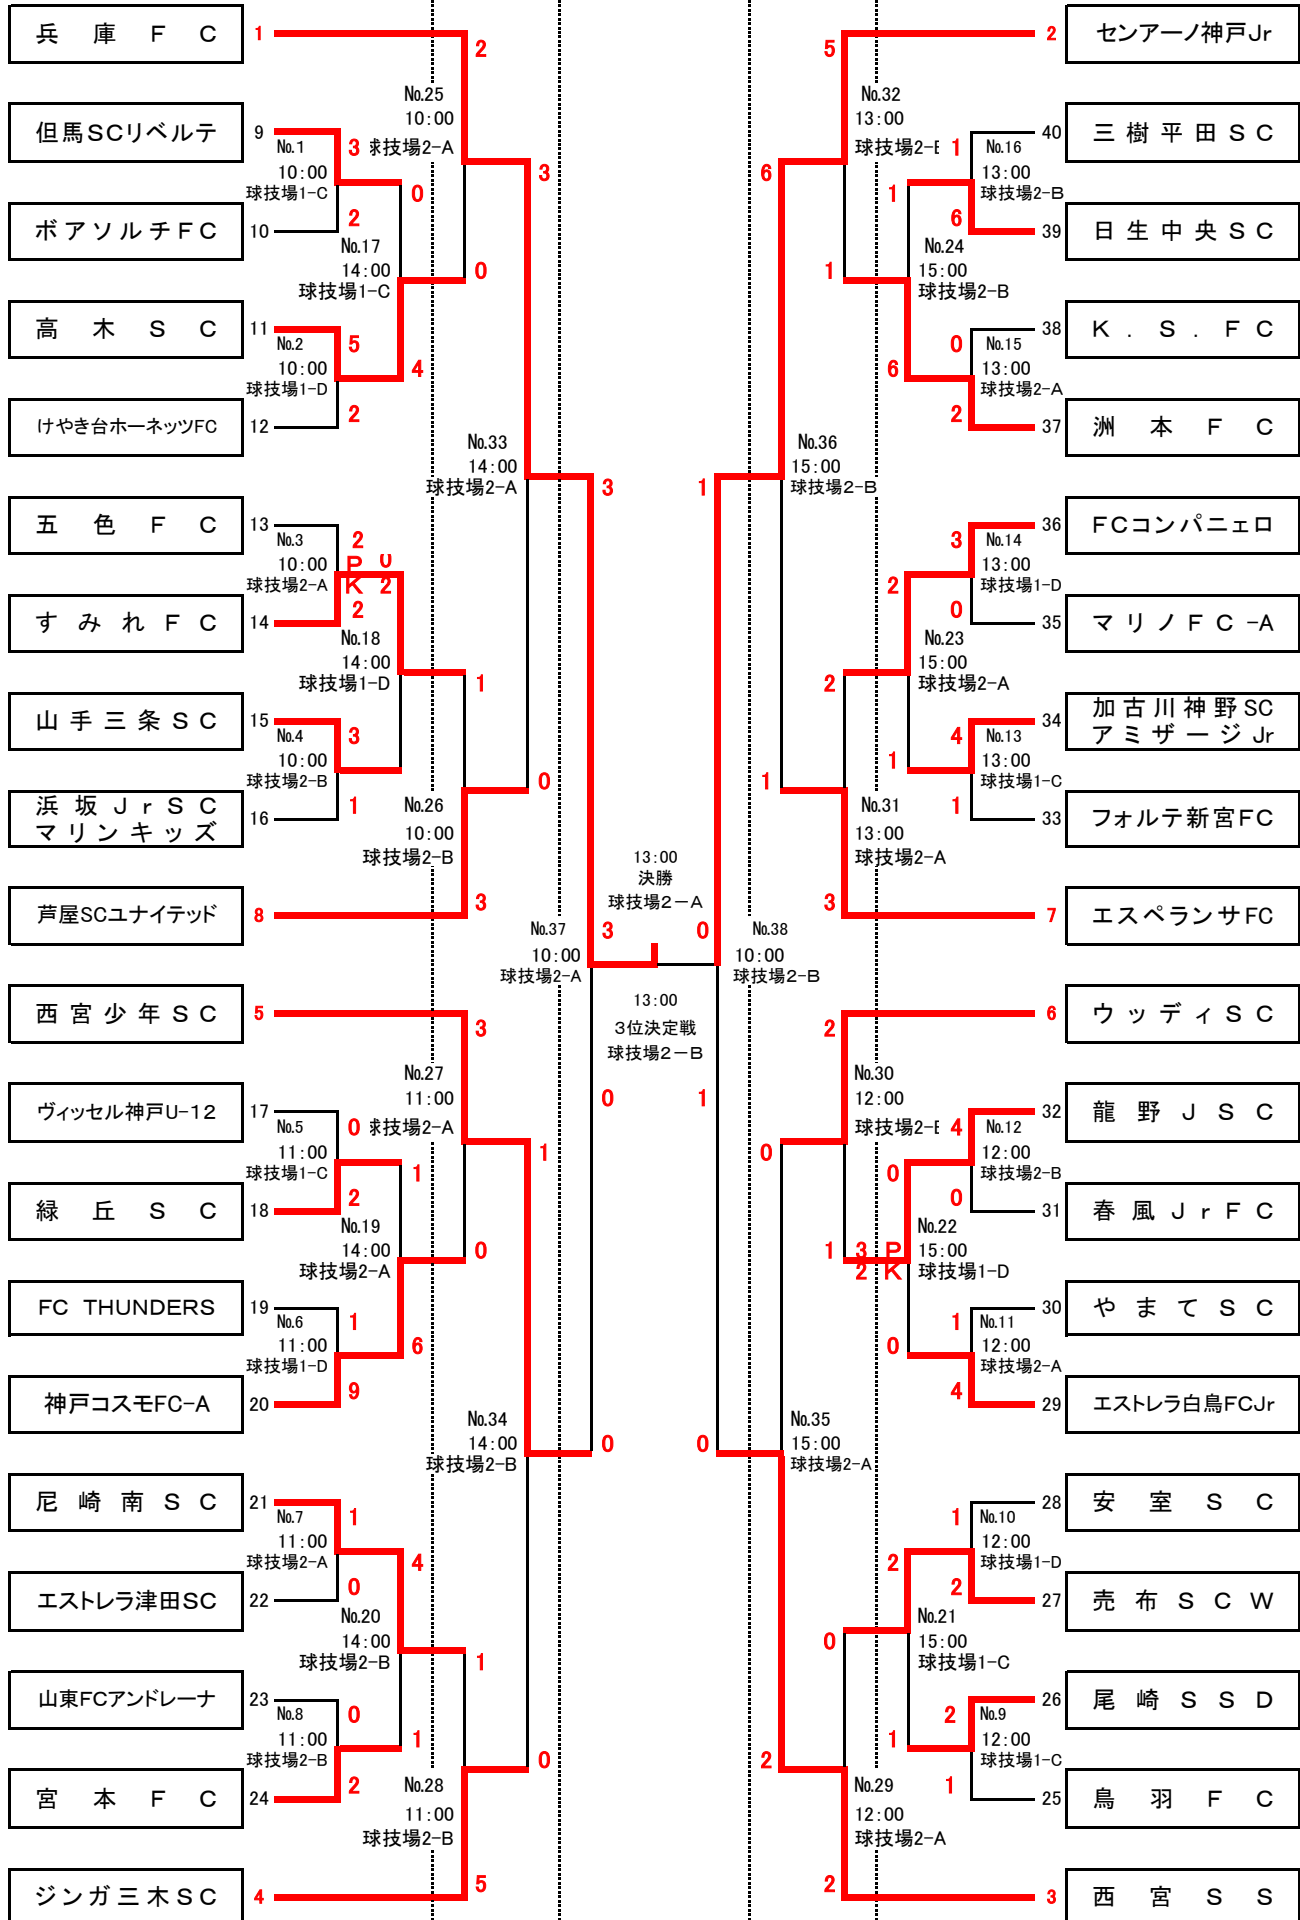 兵庫FC 1
2
No.25
10:00
球技場2-A
但馬SCリベルテ 9
No.1
10:00
球技場1-C
3
2
ボアソルチFC 10
0
No.17
14:00
球技場1-C
4
3
0
高木SC 11
No.2
10:00
球技場1-D
5
2
けやき台ホーネッツFC 12
No.33
14:00
球技場2-A
3
五色FC 13
No.3
10:00
球技場2-A
2
PK
0
2
2
すみれFC 14
No.18
14:00
球技場1-D
1
山手三条SC 15
No.4
10:00
球技場2-B
3
1
浜坂JrSC
マリンキッズ 16
0
No.26
10:00
球技場2-B
3
芦屋SCユナイテッド 8
No.37
10:00
球技場2-A
3
西宮少年SC 5
3
No.27
11:00
球技場2-A
ヴィッセル神戸U-12 17
No.5
11:00
球技場1-C
0
2
緑丘SC 18
1
1
0
No.19
14:00
球技場2-A
6
FC THUNDERS 19
No.6
11:00
球技場1-D
1
9
神戸コスモFC-A 20
No.34
14:00
球技場2-B
0
尼崎南SC 21
No.7
11:00
球技場2-A
1
0
エストレラ津田SC 22
4
No.20
14:00
球技場2-B
1
1
山東FCアンドレーナ 23
No.8
11:00
球技場2-B
0
2
宮本FC 24
0
No.28
11:00
球技場2-B
5
ジンガ三木SC 4
13:00
決勝
球技場2-A
0
13:00
3位決定戦
球技場2-B
0
1
5
2 センアーノ神戸Jr
No.32
13:00
球技場2-B
6
1
No.16
13:00
球技場2-B
40 三樹平田SC
6
39 日生中央SC
1
No.24
15:00
球技場2-B
1
6
0
No.15
13:00
球技場2-A
38 K.S.FC
2
37 洲本FC
No.36
15:00
球技場2-B
1
3
No.14
13:00
球技場1-D
36 FCコンパニェロ
0
35 マリノFC-A
2
No.23
15:00
球技場2-A
2
1
4
No.13
13:00
球技場1-C
34 加古川神野SC
アミザージJr
1
33 フォルテ新宮FC
1
No.31
13:00
球技場2-A
3
7 エスペランサFC
No.38
10:00
球技場2-B
2
6 ウッディSC
No.30
12:00
球技場2-B
0
4
No.12
12:00
球技場2-B
32 龍野JSC
0
31 春風JrFC
0
No.22
15:00
球技場1-D
1
3
2
PK
0
1
No.11
12:00
球技場2-A
30 やまてSC
4
29 エストレラ白鳥FCJr
No.35
15:00
球技場2-A
0
1
No.10
12:00
球技場1-D
28 安室SC
2
27 売布SCW
2
No.21
15:00
球技場1-C
0
1
2
No.9
12:00
球技場1-C
26 尾崎SSD
1
25 鳥羽FC
2
No.29
12:00
球技場2-A
2
3 西宮SS